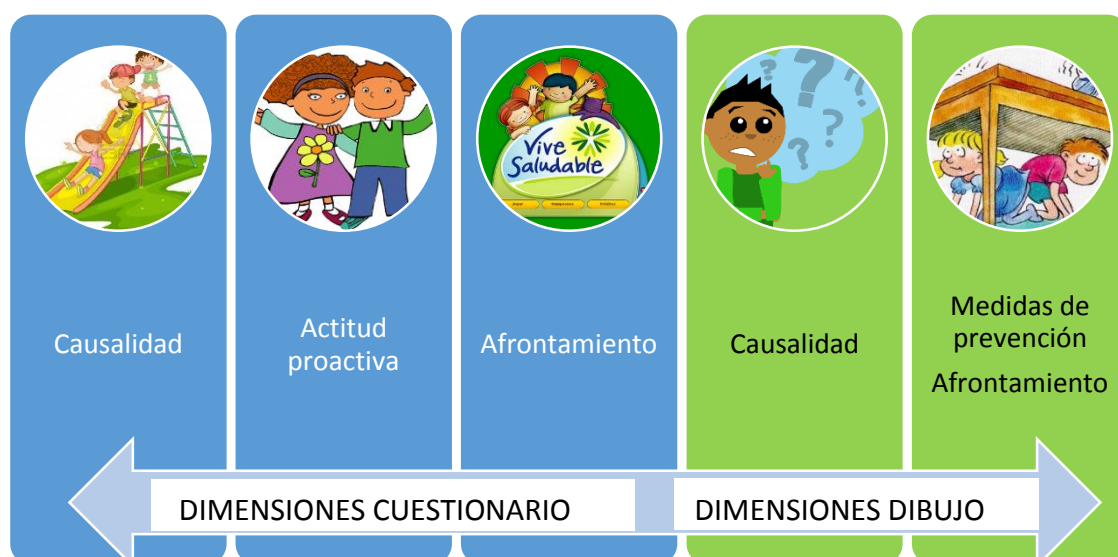 Vive
Saludable
Causalidad
Actitud
proactiva
Afrontamiento
Causalidad
Medidas de
prevención
Afrontamiento
DIMENSIONES CUESTIONARIO
DIMENSIONES DIBUJO